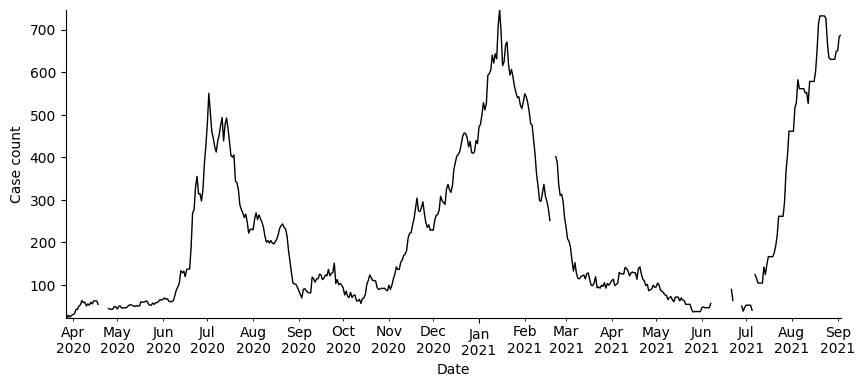 700
600
500
400
300
200
100
Case count
Apr May Jun Jul Aug Sep Oct Nov Dec Jan Feb Mar Apr May Jun Jul Aug Sep
2020 2020 2020 2020 2020 2020 2020 2020 2020 2021 2021 2021 2021 2021 2021 2021 2021 2021
Date